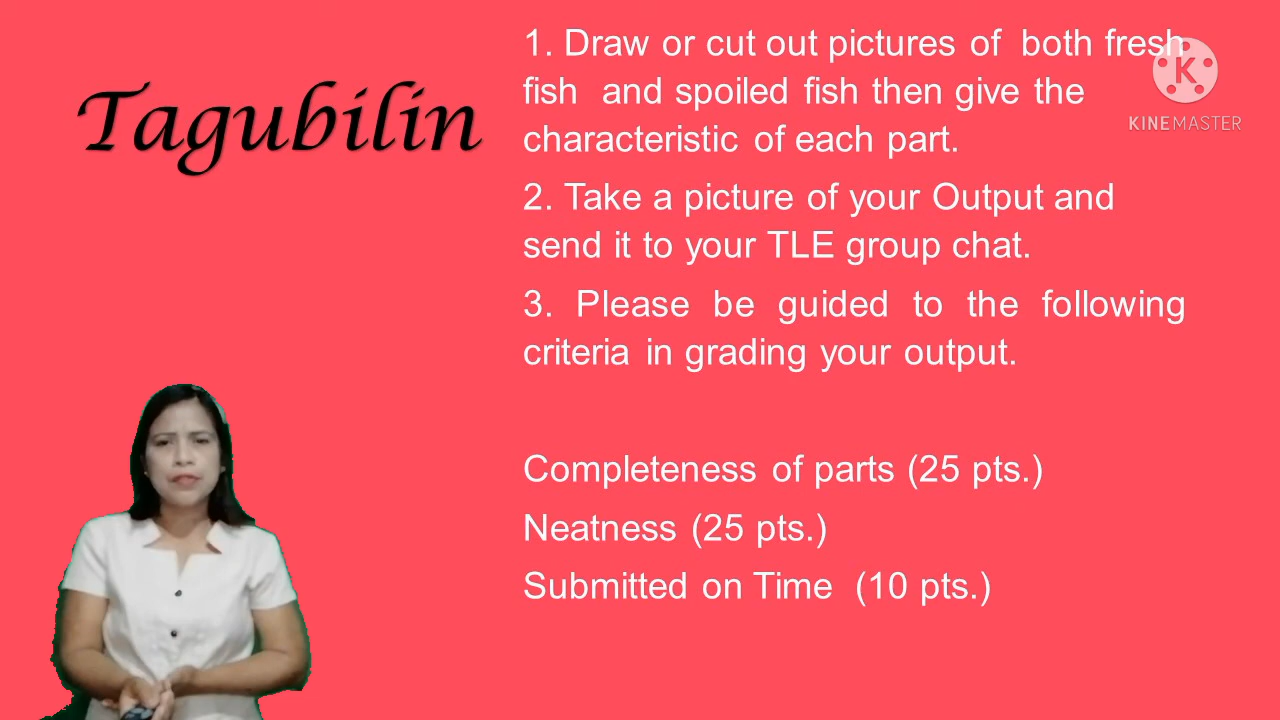 Tagubilin
1. Draw or cut out pictures of both fresh
fish and spoiled fish then give the
characteristic of each part.
2. Take a picture of your Output and
send it to your TLE group chat.
3. Please be guided to the following
criteria in grading your output.
Completeness of parts (25 pts.)
Neatness (25 pts.)
Submitted on Time (10 pts.)
K
KINEMASTER